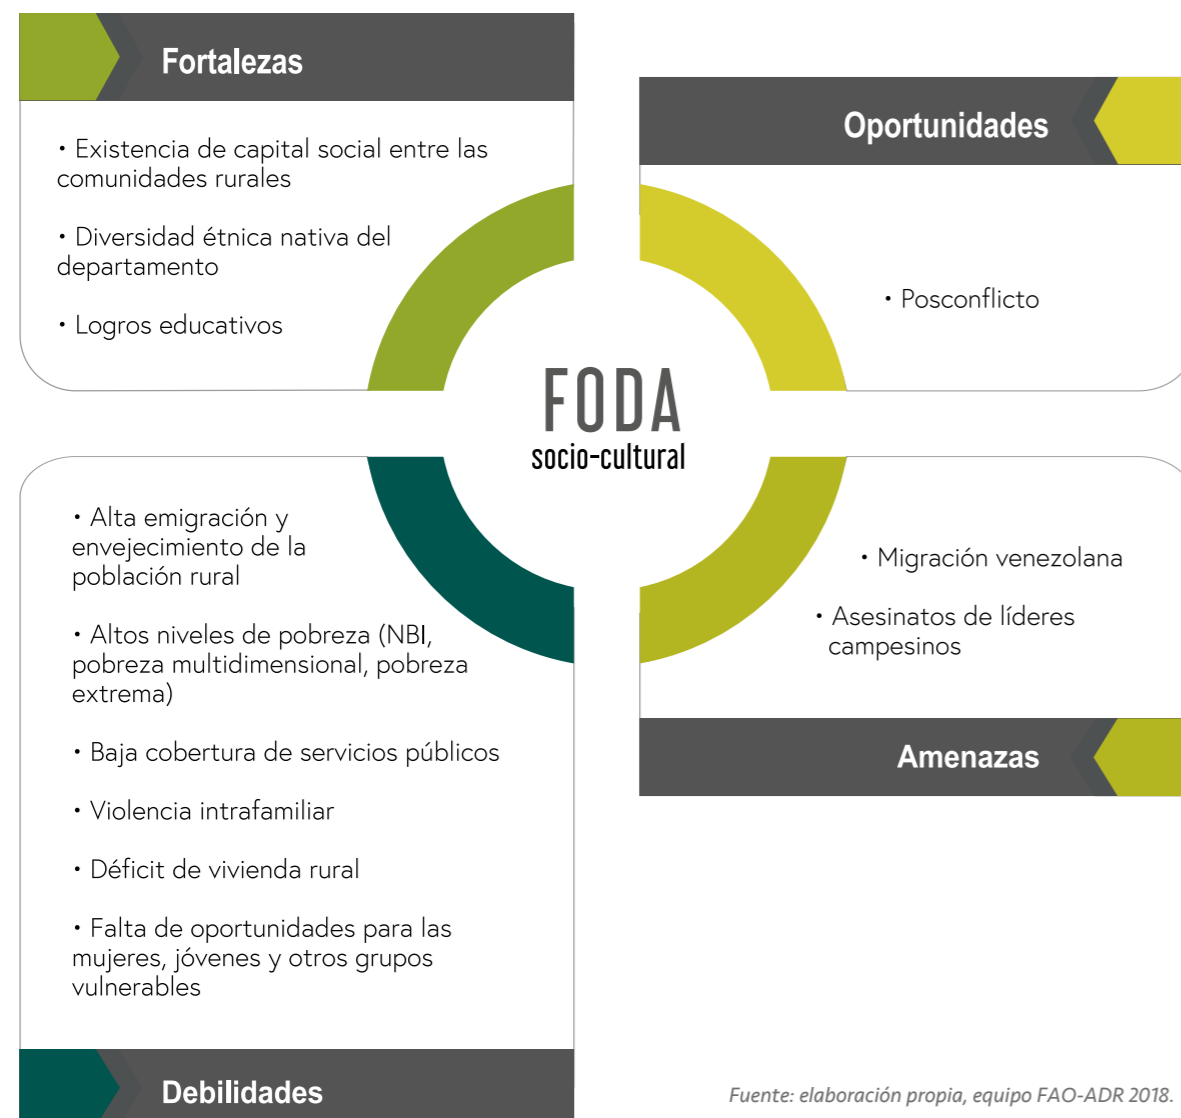 Fortalezas
• Existencia de capital social entre las
comunidades rurales
• Diversidad étnica nativa del
departamento
• Logros educativos
Oportunidades
• Posconflicto
FODA
socio-cultural
• Alta emigración y
envejecimiento de la
población rural
• Altos niveles de pobreza (NBI,
pobreza multidimensional, pobreza
extrema)
• Baja cobertura de servicios públicos
• Violencia intrafamiliar
• Déficit de vivienda rural
• Falta de oportunidades para las
mujeres, jóvenes y otros grupos
vulnerables
Debilidades
• Migración venezolana
• Asesinatos de líderes
campesinos
Amenazas
Fuente: elaboración propia, equipo FAO-ADR 2018.